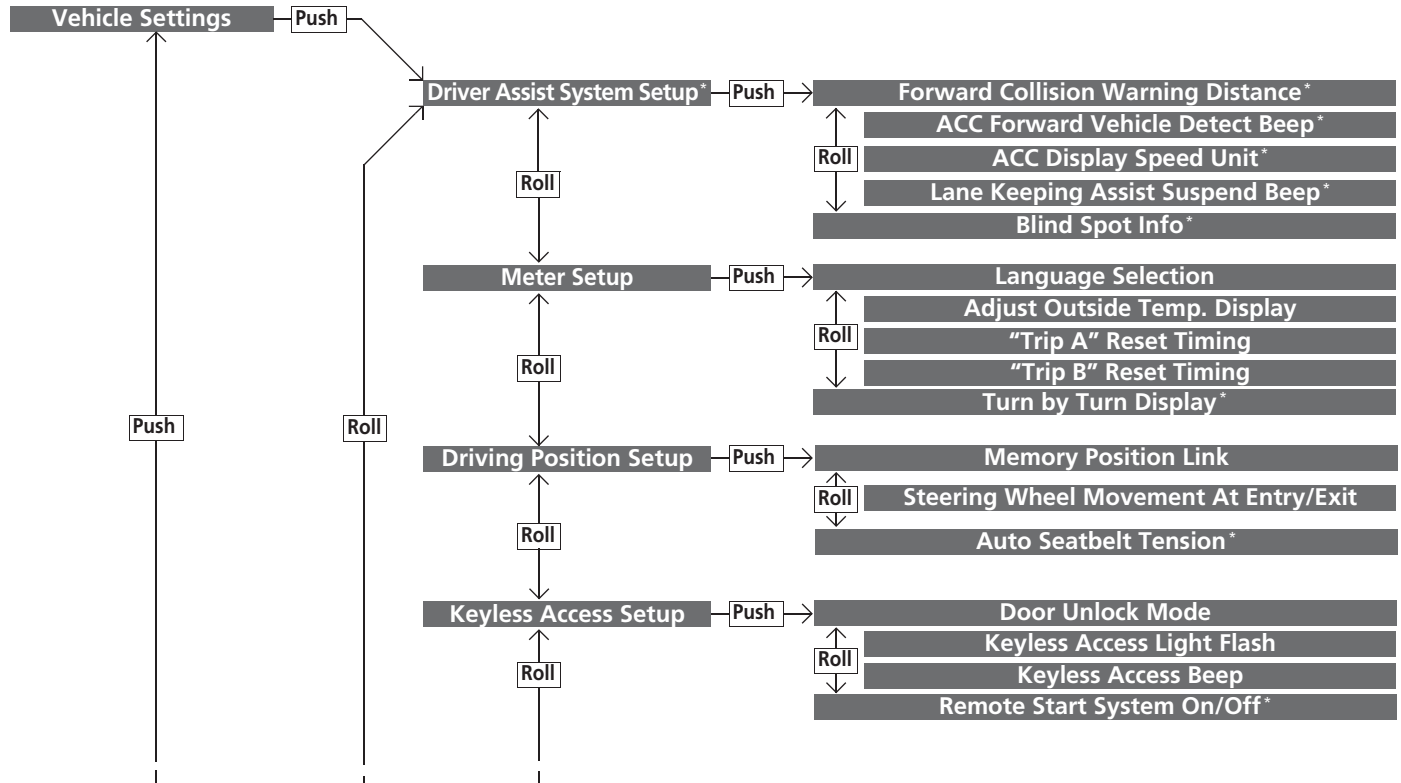 Vehicle Settings Push
Driver Assist System Setup* Push Forward Collision Warning Distance*
ACC Forward Vehicle Detect Beep*
Roll ACC Display Speed Unit*
Roll Lane Keeping Assist Suspend Beep*
Blind Spot Info*
Meter Setup Push Language Selection
Adjust Outside Temp. Display
Roll “Trip A” Reset Timing
Roll “Trip B” Reset Timing
Turn by Turn Display*
Push Roll
Driving Position Setup Push Memory Position Link
Roll Steering Wheel Movement At Entry/Exit
Roll Auto Seatbelt Tension*
Keyless Access Setup Push Door Unlock Mode
Keyless Access Light Flash
Roll Roll Keyless Access Beep
Remote Start System On/Off*